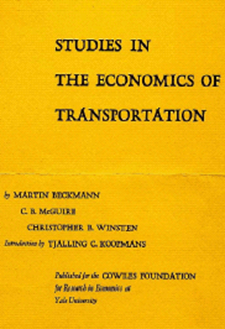 STUDIES IN
THE ECONOMICS OF
TRANSPORTATION
by MARTIN BECKMANN
C. B. McGUIRE
CHRISTOPHER B. WINSTEN
Introduction by TJALLING C. KOOPMANS
Published for the COWLES FOUNDATION
for Research in Economics at
Yale University